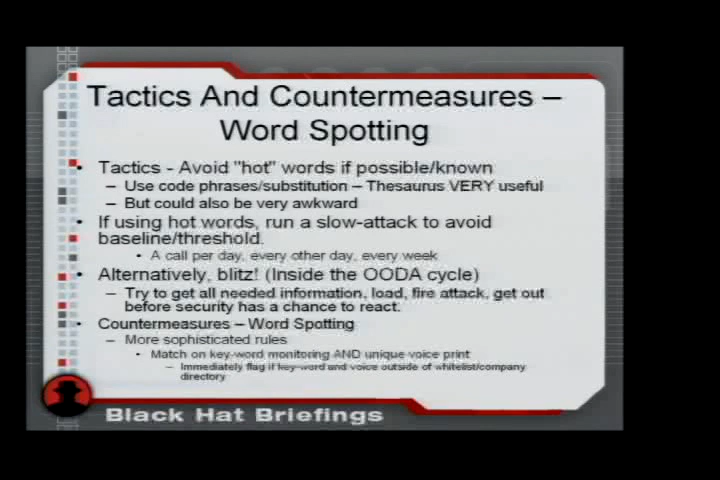 Tactics And Countermeasures –
Word Spotting
• Tactics - Avoid "hot" words if possible/known
– Use code phrases/substitution – Thesaurus VERY useful
– But could also be very awkward
• If using hot words, run a slow-attack to avoid
baseline/threshold.
• A call per day, every other day, every week
• Alternatively, blitz! (Inside the OODA cycle)
– Try to get all needed information, load, fire attack, get out
before security has a chance to react.
• Countermeasures – Word Spotting
– More sophisticated rules
• Match on key-word monitoring AND unique voice print
– Immediately flag if key-word and voice outside of whitelist/company
directory
Black Hat Briefings